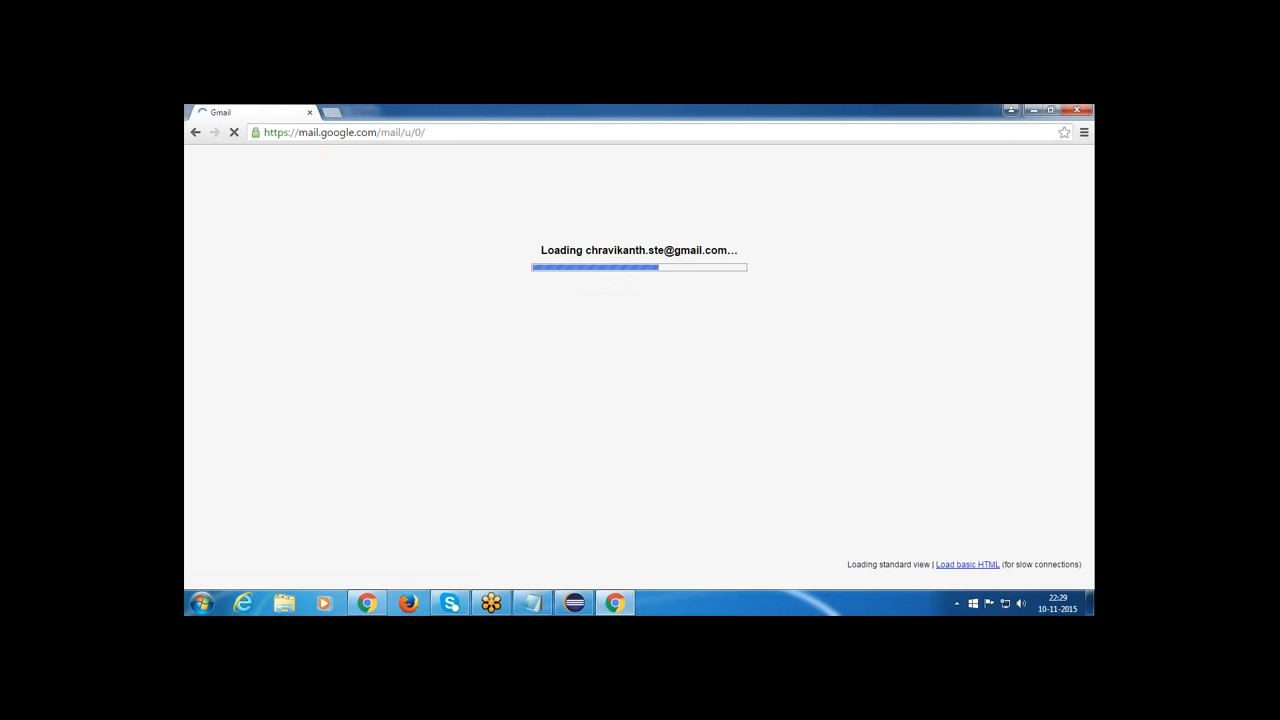 Gmail
https://mail.google.com/mail/u/0/
Loading chravikanth.ste@gmail.com...
Loading standard view | Load basic HTML (for slow connections)
22:29
10-11-2015